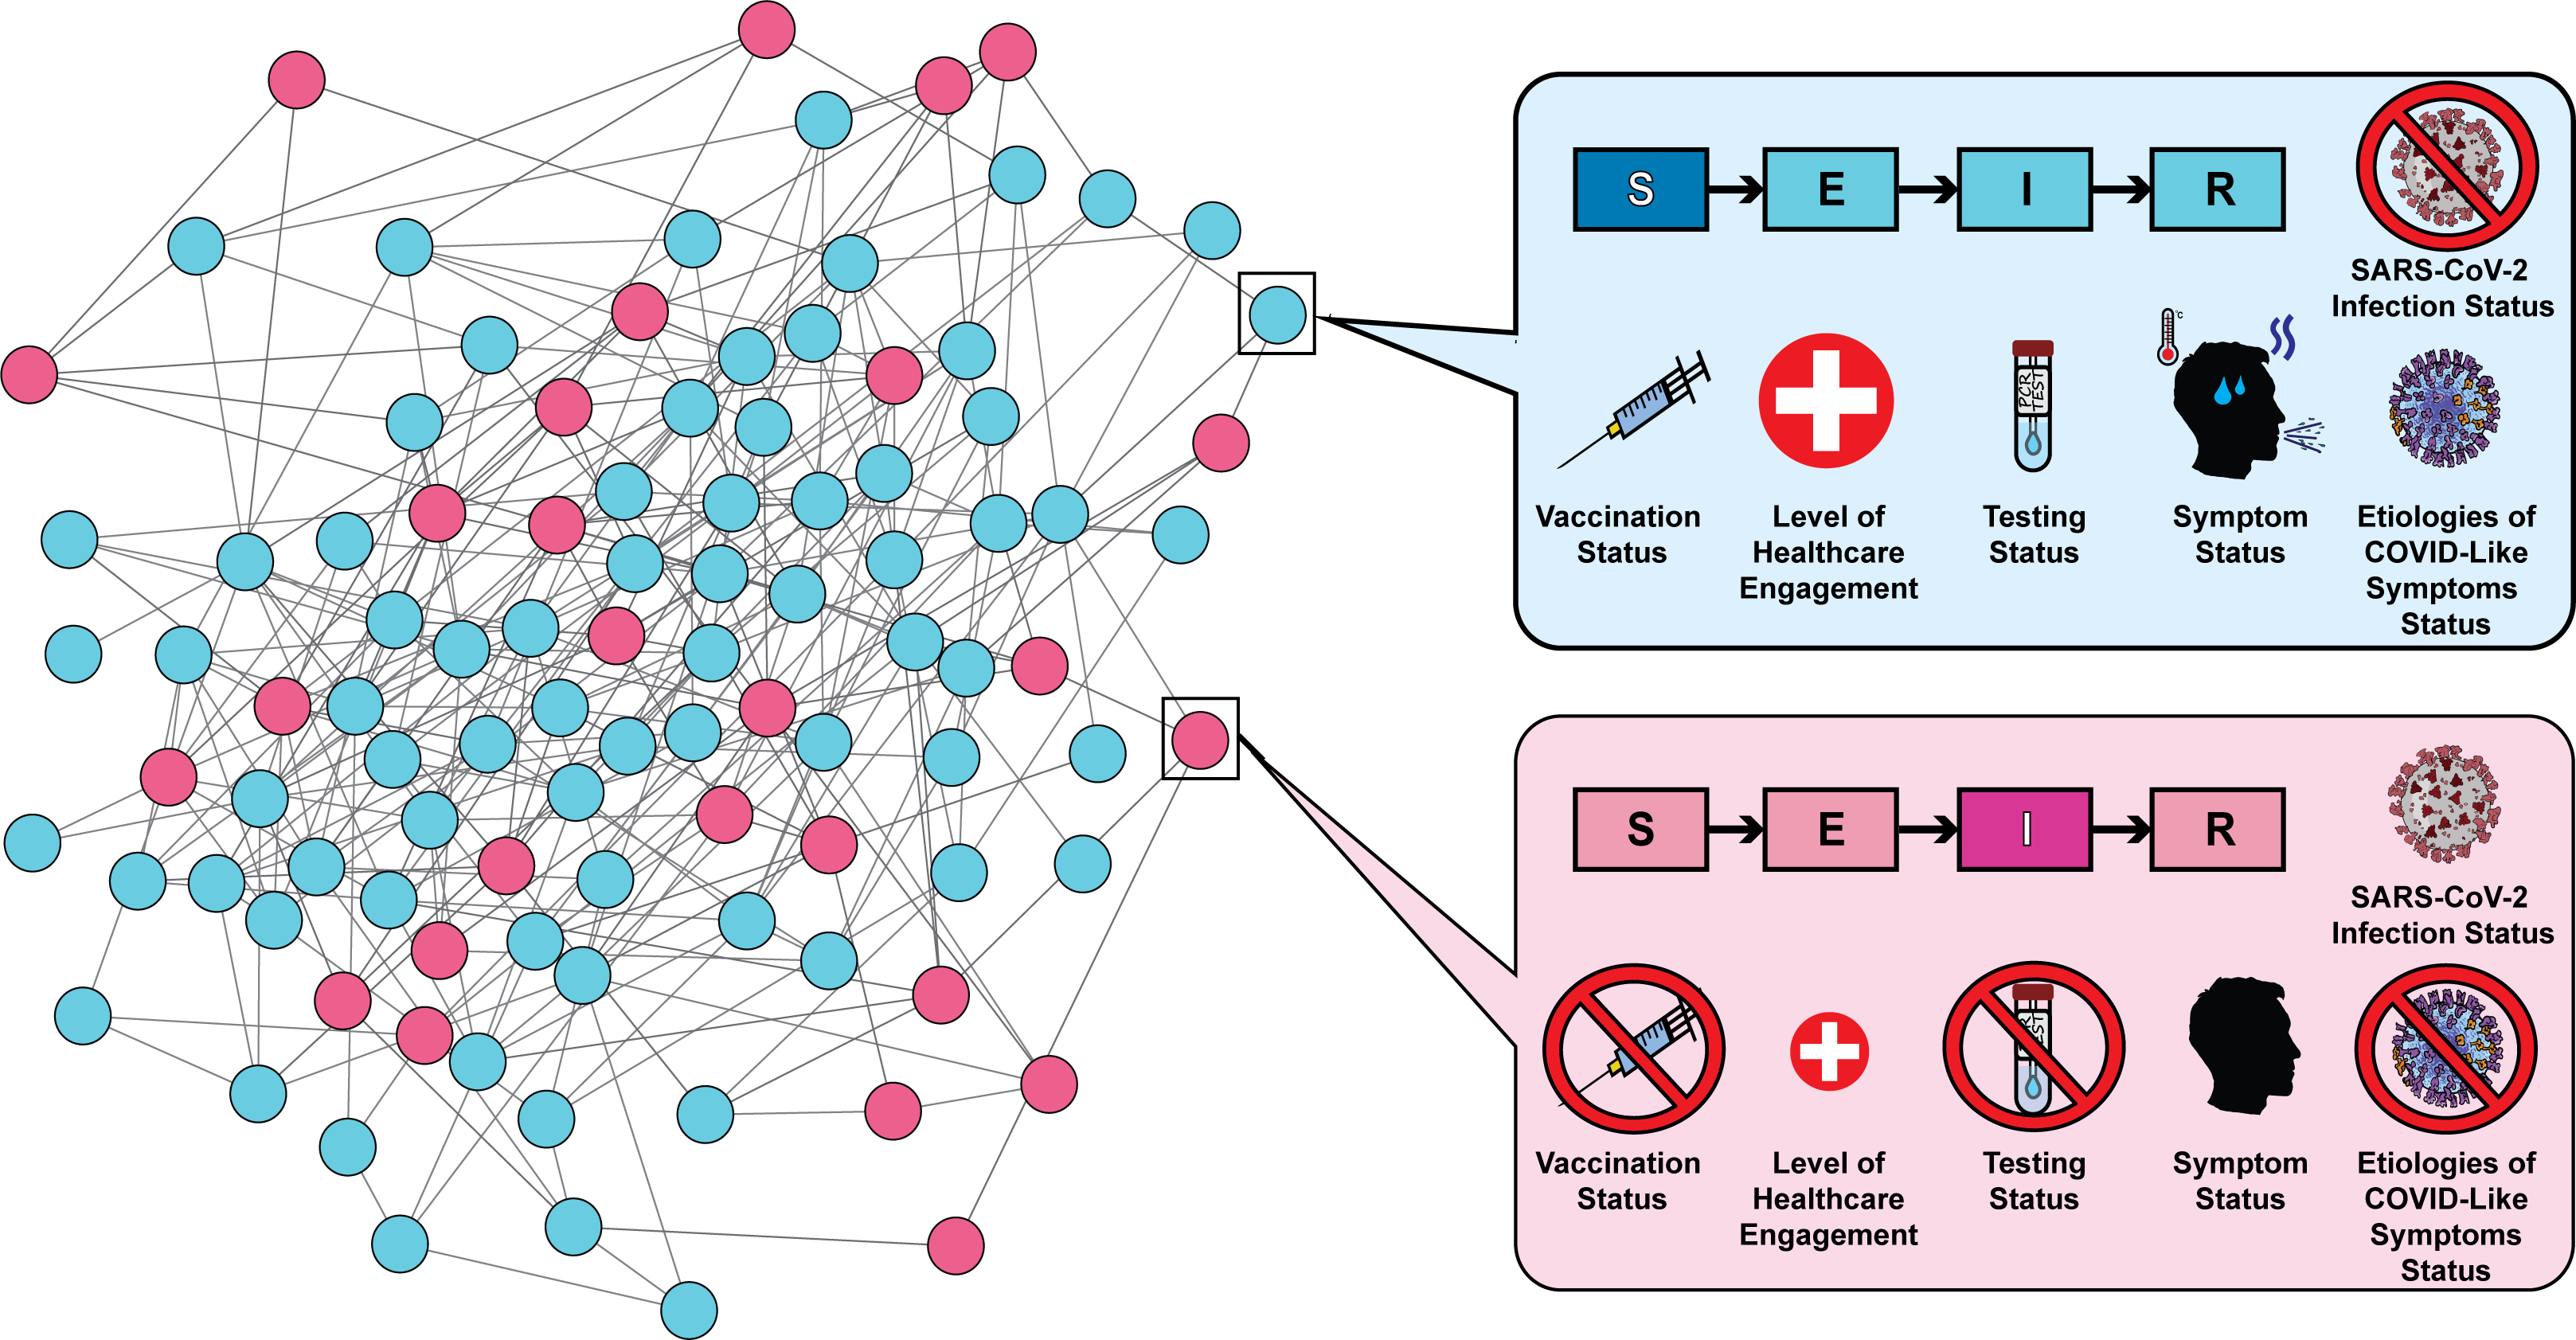 S E I R
SARS-CoV-2
Infection Status
°C
PCR
TEST
Vaccination
Status
Level of
Healthcare
Engagement
Testing
Status
Symptom
Status
Etiologies of
COVID-Like
Symptoms
Status
S E I R
SARS-CoV-2
Infection Status
Vaccination
Status
Level of
Healthcare
Engagement
Testing
Status
Symptom
Status
Etiologies of
COVID-Like
Symptoms
Status